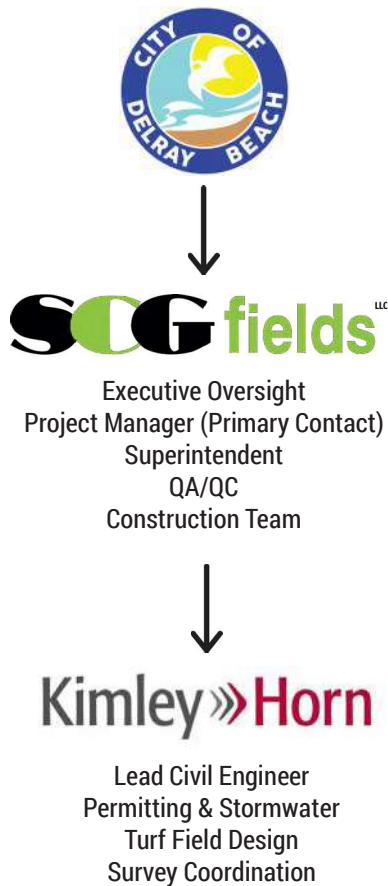 CITY OF
DELRAY BEACH
SCG fields LLC
Executive Oversight
Project Manager (Primary Contact)
Superintendent
QA/QC
Construction Team
Kimley»Horn
Lead Civil Engineer
Permitting & Stormwater
Turf Field Design
Survey Coordination